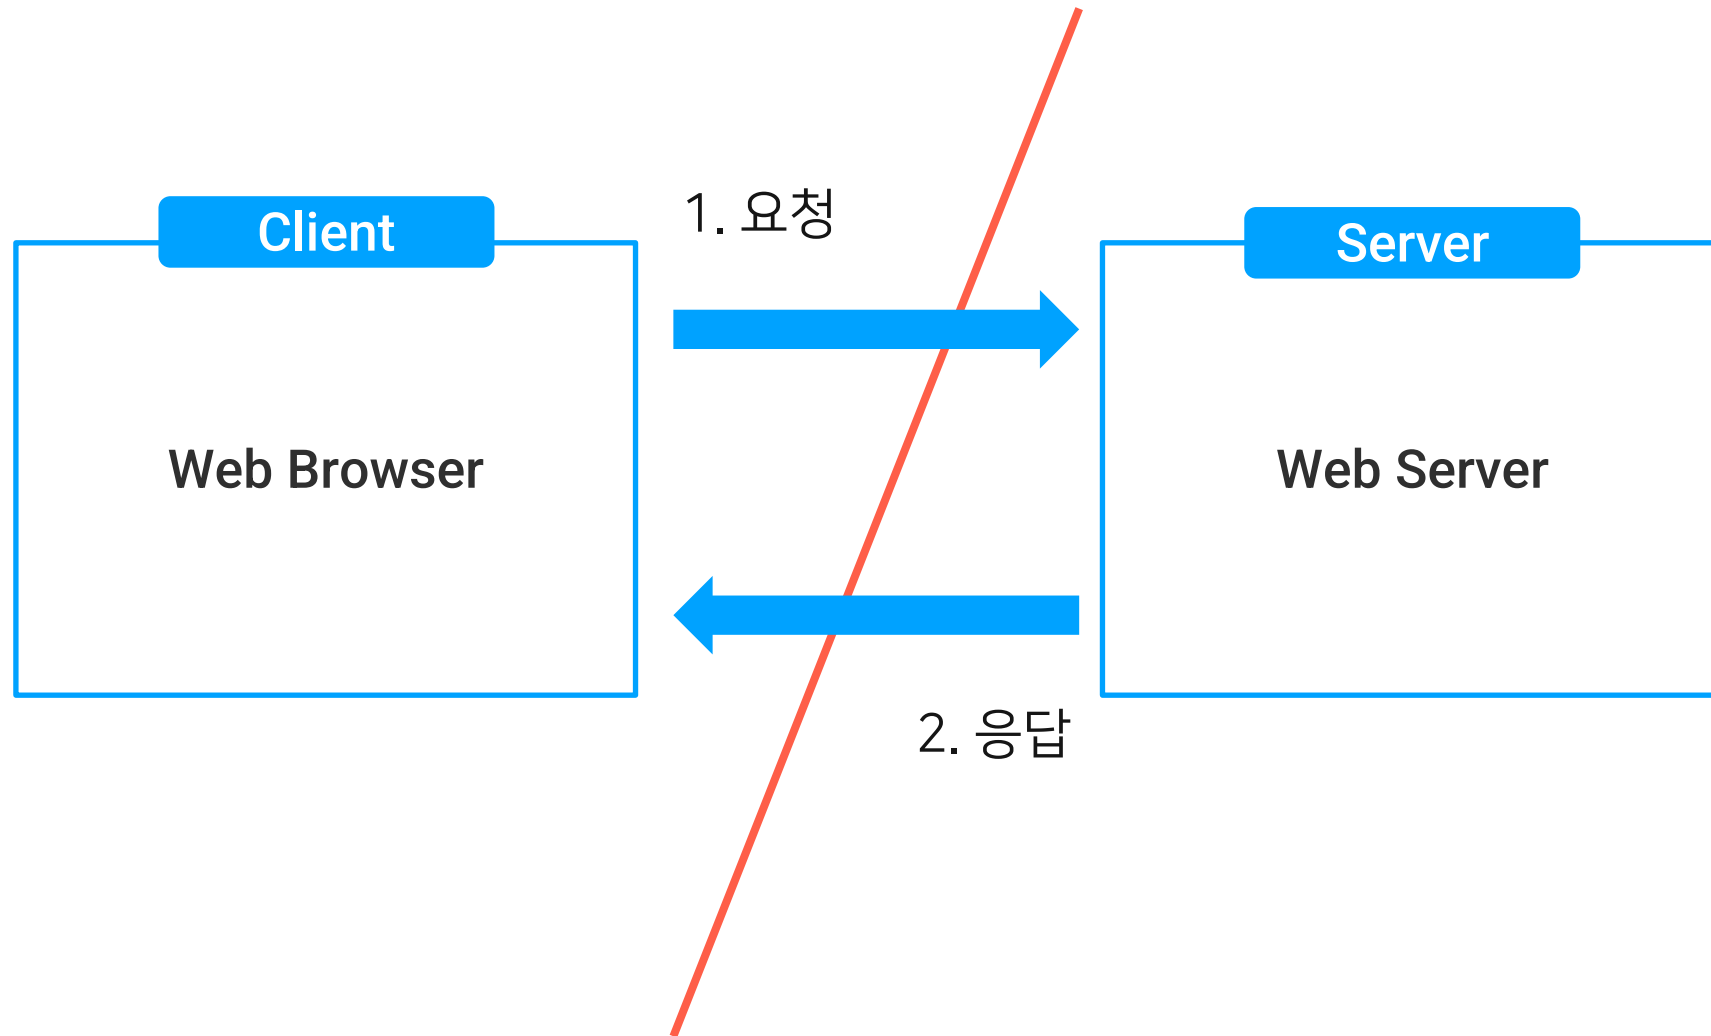 Client
1. 요청
Server
Web Browser
Web Server
2. 응답